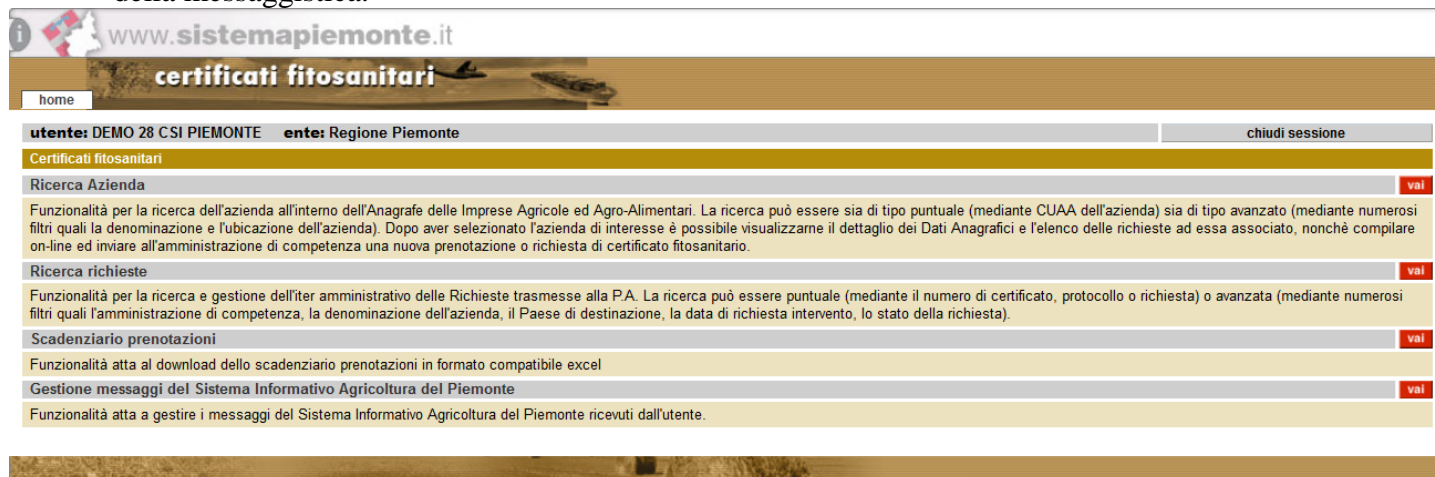 della messaggistica.
i www.sistemapiemonte.it
certificati fitosanitari
home
utente: DEMO 28 CSI PIEMONTE ente: Regione Piemonte chiudi sessione
Certificati fitosanitari
Ricerca Azienda vai
Funzionalità per la ricerca dell'azienda all'interno dell'Anagrafe delle Imprese Agricole ed Agro-Alimentari. La ricerca può essere sia di tipo puntuale (mediante CUAA dell'azienda) sia di tipo avanzato (mediante numerosi
filtri quali la denominazione e l'ubicazione dell'azienda). Dopo aver selezionato l'azienda di interesse è possibile visualizzarne il dettaglio dei Dati Anagrafici e l'elenco delle richieste ad essa associato, nonchè compilare
on-line ed inviare all'amministrazione di competenza una nuova prenotazione o richiesta di certificato fitosanitario.
Ricerca richieste vai
Funzionalità per la ricerca e gestione dell'iter amministrativo delle Richieste trasmesse alla P.A. La ricerca può essere puntuale (mediante il numero di certificato, protocollo o richiesta) o avanzata (mediante numerosi
filtri quali l'amministrazione di competenza, la denominazione dell'azienda, il Paese di destinazione, la data di richiesta intervento, lo stato della richiesta).
Scadenziario prenotazioni vai
Funzionalità atta al download dello scadenziario prenotazioni in formato compatibile excel
Gestione messaggi del Sistema Informativo Agricoltura del Piemonte vai
Funzionalità atta a gestire i messaggi del Sistema Informativo Agricoltura del Piemonte ricevuti dall'utente.